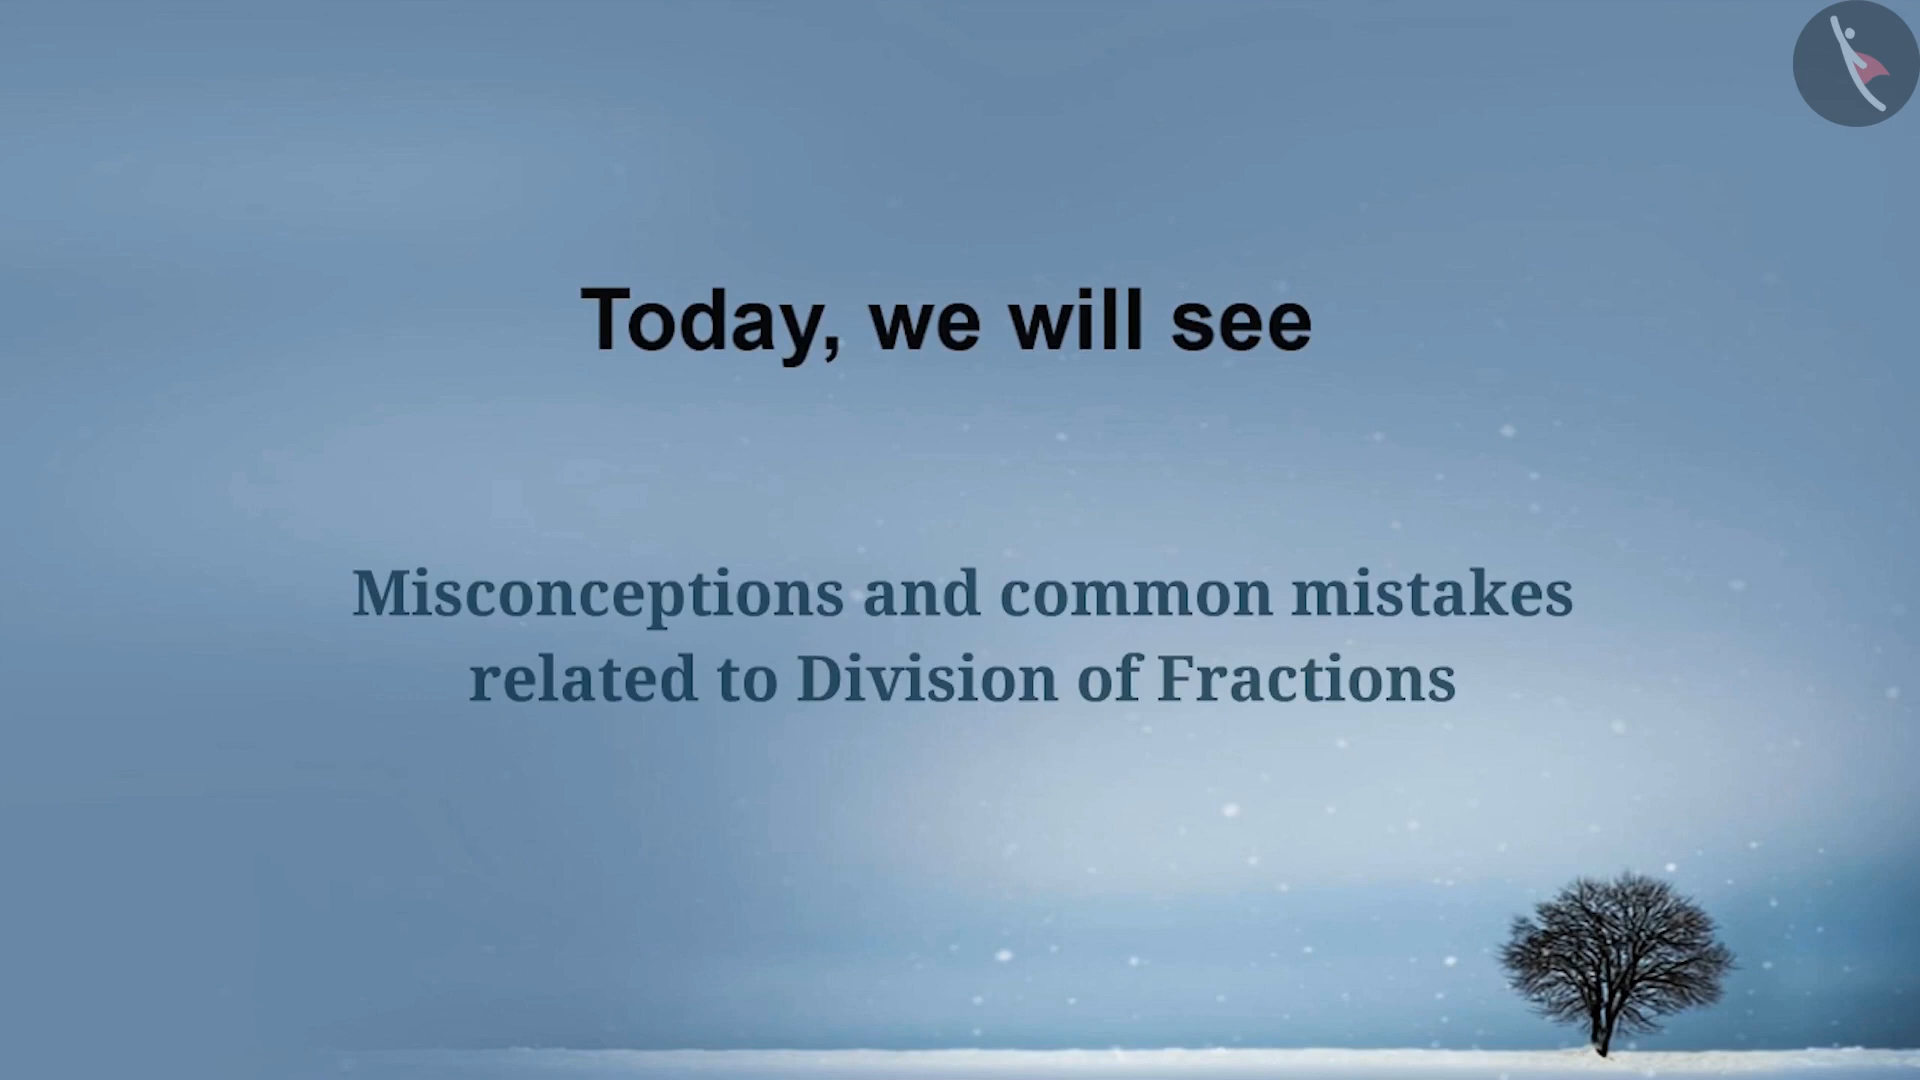 Today, we will see
Misconceptions and common mistakes
related to Division of Fractions